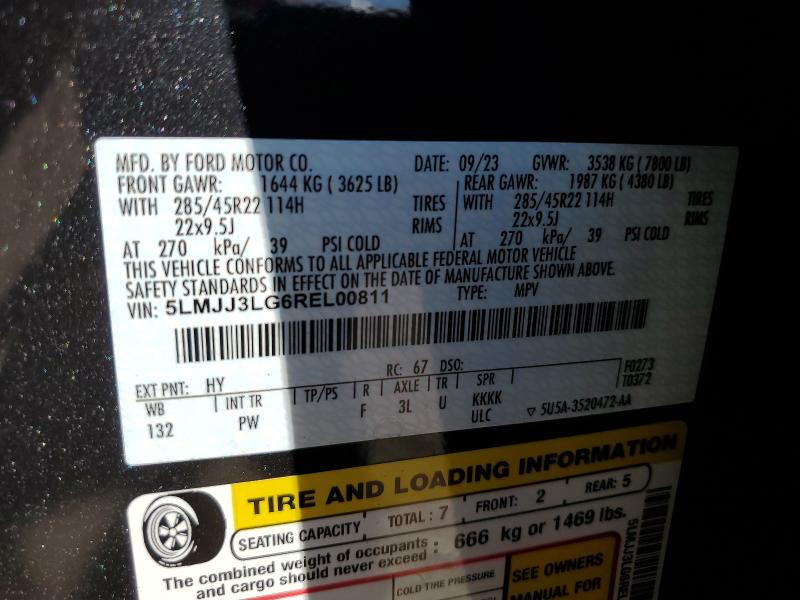 MFD. BY FORD MOTOR CO. DATE: 09/23 GVWR: 3538 KG (7800 LB)
FRONT GAWR: 1644 KG (3625 LB) REAR GAWR: 1987 KG (4380 LB)
WITH 285/45R22 114H TIRES WITH 285/45R22 114H TIRES
22x9.5J RIMS 22x9.5J RIMS
AT 270 kPa/ 39 PSI COLD AT 270 kPa/ 39 PSI COLD
THIS VEHICLE CONFORMS TO ALL APPLICABLE FEDERAL MOTOR VEHICLE
SAFETY STANDARDS IN EFFECT ON THE DATE OF MANUFACTURE SHOWN ABOVE.
VIN: 5LMJJ3LG6REL00811 TYPE: MPV
EXT PNT: HY RC: 67 DSO: F0273
T0372
WB INT TR TP/PS R AXLE TR SPR
132 PW F 3L U KKKK
ULC ▽ 5U5A-3520472-AA
TIRE AND LOADING INFORMATION
SEATING CAPACITY TOTAL: 7 FRONT: 2 REAR: 5
The combined weight of occupants and cargo should never exceed : 666 kg or 1469 lbs.
COLD TIRE PRESSURE
SEE OWNERS
MANUAL FOR